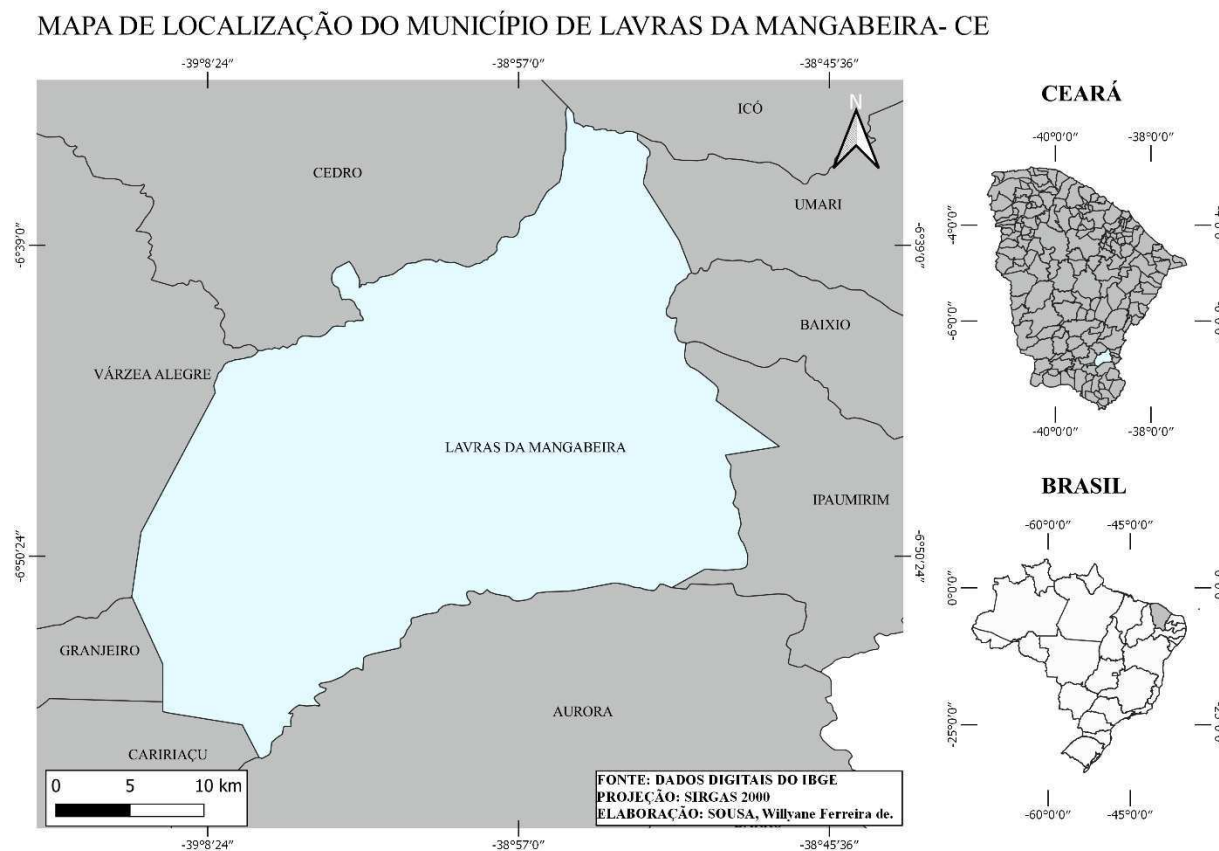 MAPA DE LOCALIZAÇÃO DO MUNICÍPIO DE LAVRAS DA MANGABEIRA- CE
-39°8′24″
-38°57′0″
-38°45′36″
N
ICÓ
CEDRO
UMARI
-6°39′0″
-6°39′0″
BAIXIO
VÁRZEA ALEGRE
LAVRAS DA MANGABEIRA
IPAUMIRIM
-6°50′24″
-6°50′24″
GRANJEIRO
AURORA
CARIRIAÇU
0
5
10 km
FONTE: DADOS DIGITAIS DO IBGE
PROJEÇÃO: SIRGAS 2000
ELABORAÇÃO: SOUSA, Willyane Ferreira de.
-39°8′24″
-38°57′0″
-38°45′36″
CEARÁ
-40°0′0″
-38°0′0″
-4°0′0″
-6°0′0″
-40°0′0″
-38°0′0″
BRASIL
-60°0′0″
-45°0′0″
0°0′0″
-25°0′0″
-60°0′0″
-45°0′0″